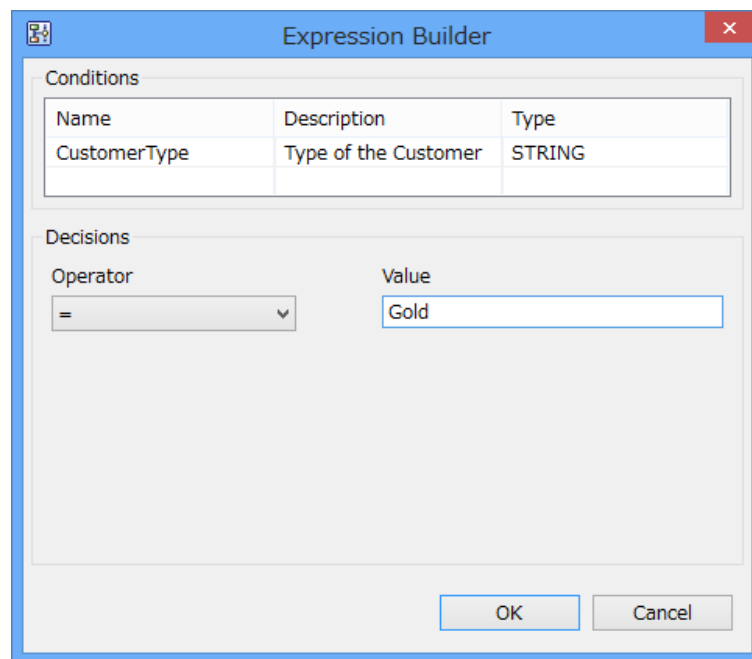 Expression Builder
Conditions
Name Description Type
CustomerType Type of the Customer STRING
Decisions
Operator Value
= Gold
OK Cancel